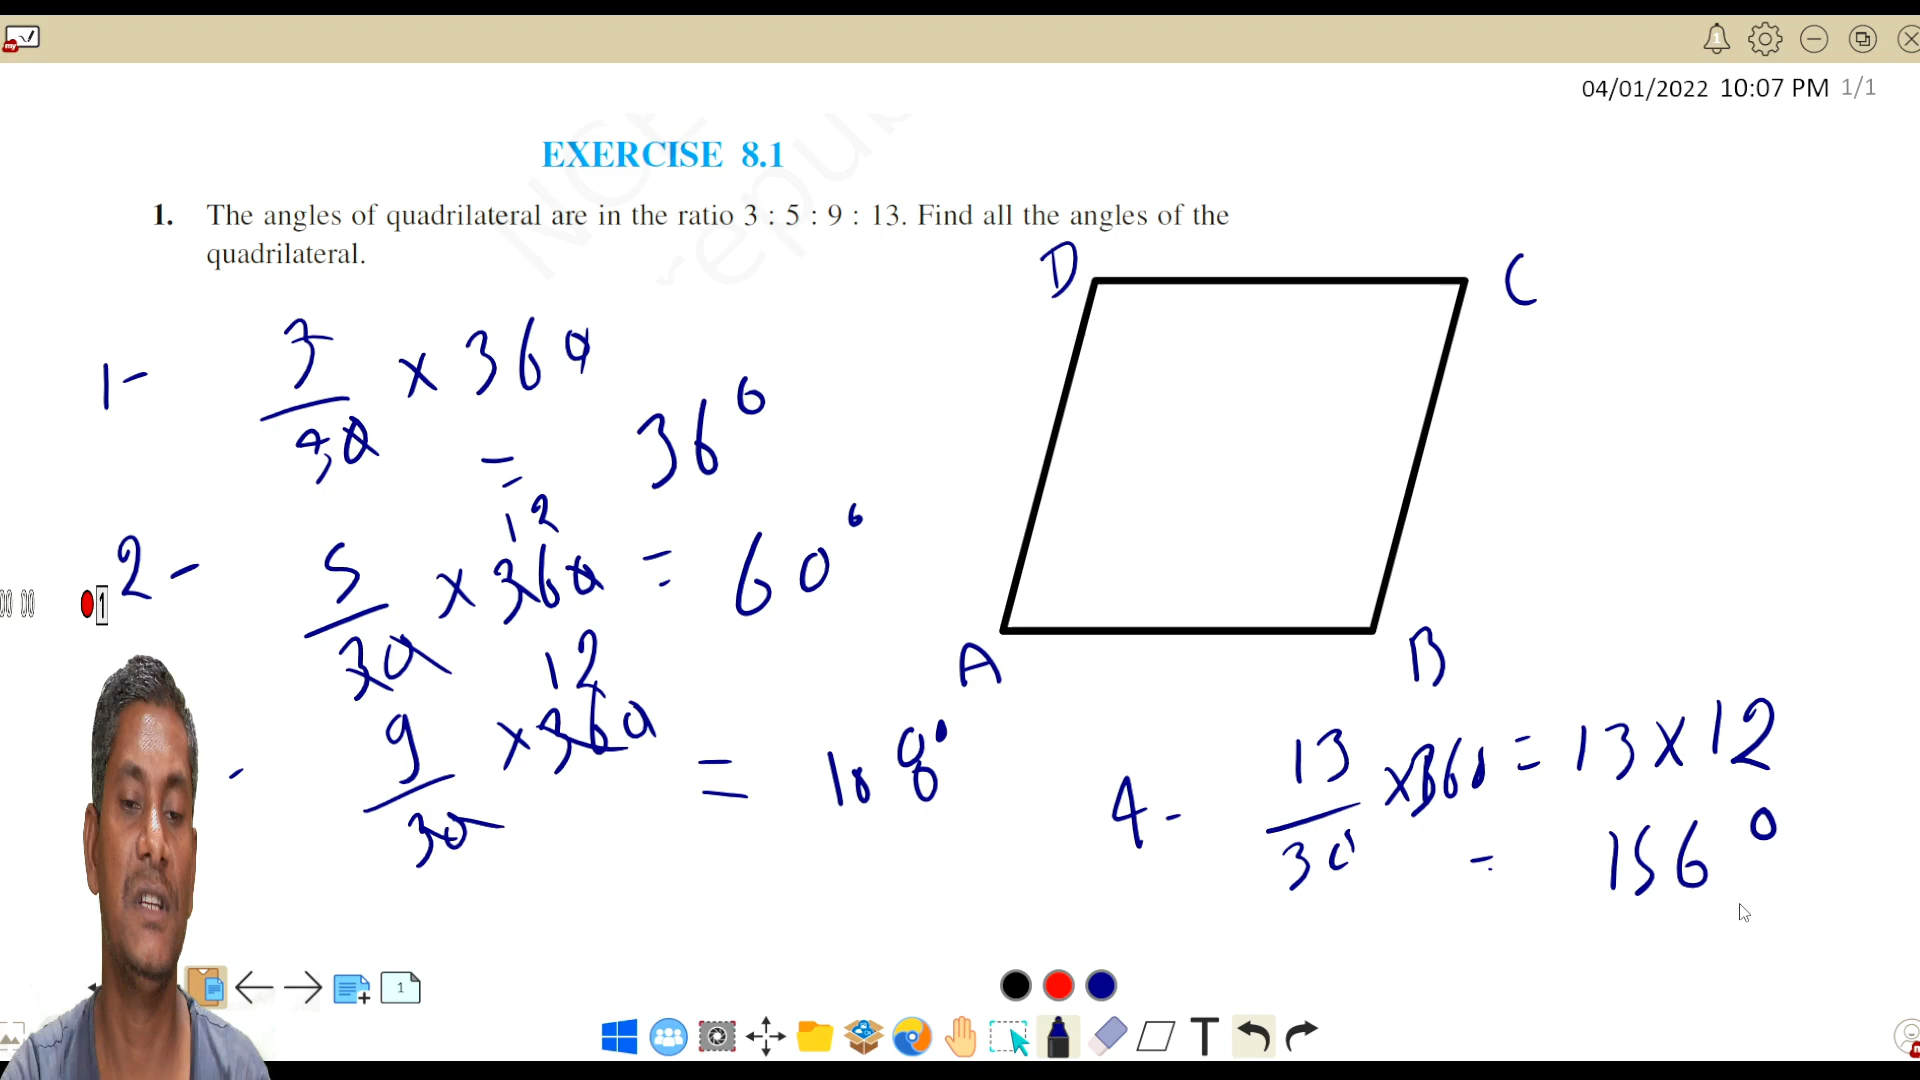 04/01/2022 10:07 PM 1/1
EXERCISE 8.1
1. The angles of quadrilateral are in the ratio 3 : 5 : 9 : 13. Find all the angles of the
quadrilateral.
D C
1- 3/30 × 360
= 36°
2- 5/30 × 360 = 60°
12
A B
12
- 9/30 × 360 = 108°
4- 13/30 × 360 = 13 × 12
= 156°
1
1